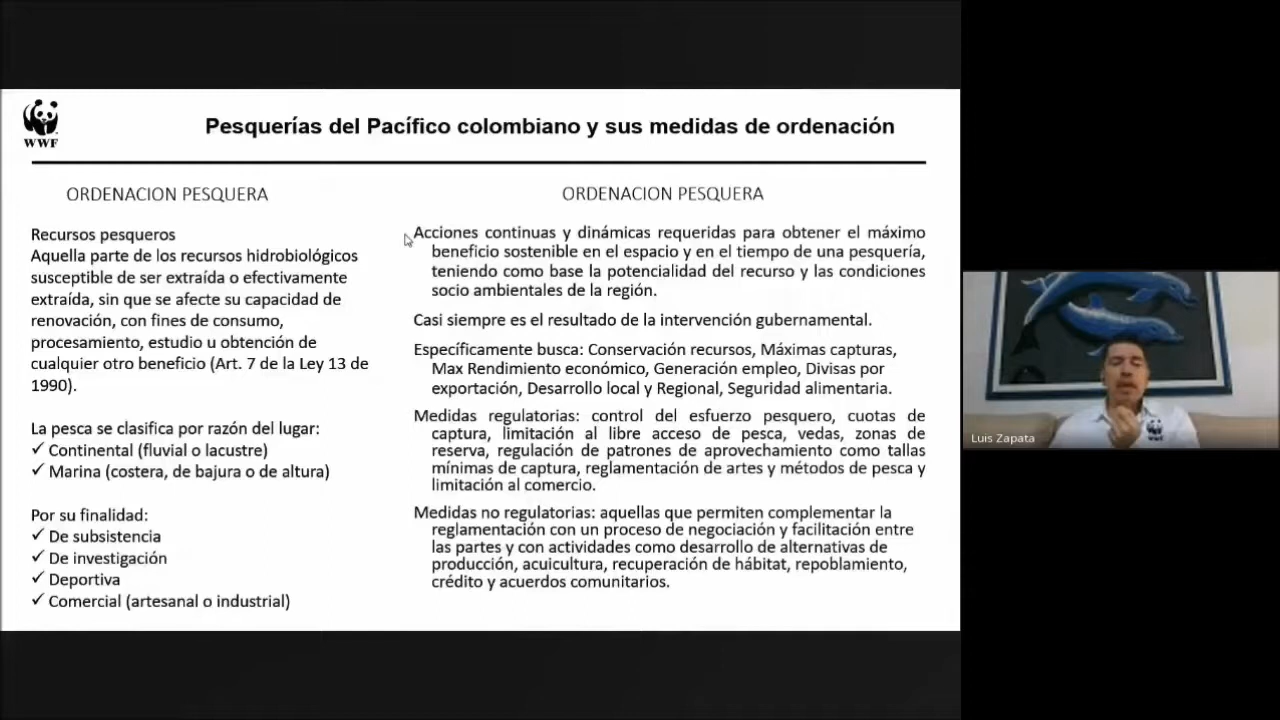 WWF
Pesquerías del Pacífico colombiano y sus medidas de ordenación
ORDENACION PESQUERA
Recursos pesqueros
Aquella parte de los recursos hidrobiológicos
susceptible de ser extraída o efectivamente
extraída, sin que se afecte su capacidad de
renovación, con fines de consumo,
procesamiento, estudio u obtención de
cualquier otro beneficio (Art. 7 de la Ley 13 de
1990).
La pesca se clasifica por razón del lugar:
✓ Continental (fluvial o lacustre)
✓ Marina (costera, de bajura o de altura)
Por su finalidad:
✓ De subsistencia
✓ De investigación
✓ Deportiva
✓ Comercial (artesanal o industrial)
ORDENACION PESQUERA
Acciones continuas y dinámicas requeridas para obtener el máximo
beneficio sostenible en el espacio y en el tiempo de una pesquería,
teniendo como base la potencialidad del recurso y las condiciones
socio ambientales de la región.
Casi siempre es el resultado de la intervención gubernamental.
Específicamente busca: Conservación recursos, Máximas capturas,
Max Rendimiento económico, Generación empleo, Divisas por
exportación, Desarrollo local y Regional, Seguridad alimentaria.
Medidas regulatorias: control del esfuerzo pesquero, cuotas de
captura, limitación al libre acceso de pesca, vedas, zonas de
reserva, regulación de patrones de aprovechamiento como tallas
mínimas de captura, reglamentación de artes y métodos de pesca y
limitación al comercio.
Medidas no regulatorias: aquellas que permiten complementar la
reglamentación con un proceso de negociación y facilitación entre
las partes y con actividades como desarrollo de alternativas de
producción, acuicultura, recuperación de hábitat, repoblamiento,
crédito y acuerdos comunitarios.
Luis Zapata
WWF